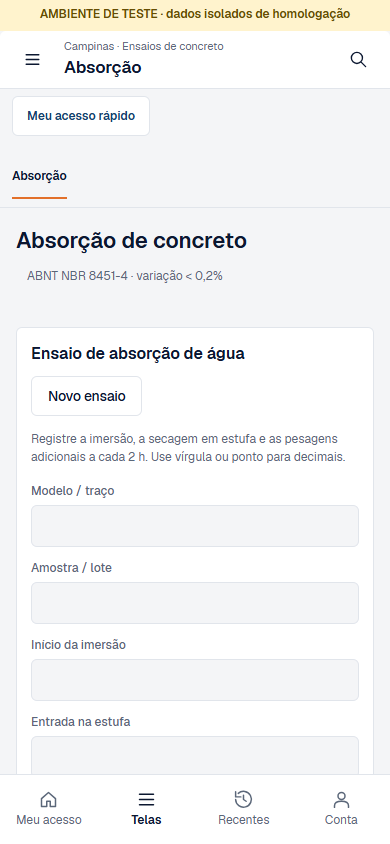 AMBIENTE DE TESTE · dados isolados de homologação
Campinas · Ensaios de concreto
Absorção
Meu acesso rápido
Absorção
Absorção de concreto
ABNT NBR 8451-4 · variação < 0,2%
Ensaio de absorção de água
Novo ensaio
Registre a imersão, a secagem em estufa e as pesagens
adicionais a cada 2 h. Use vírgula ou ponto para decimais.
Modelo / traço
Amostra / lote
Início da imersão
Entrada na estufa
Meu acesso
Telas
Recentes
Conta